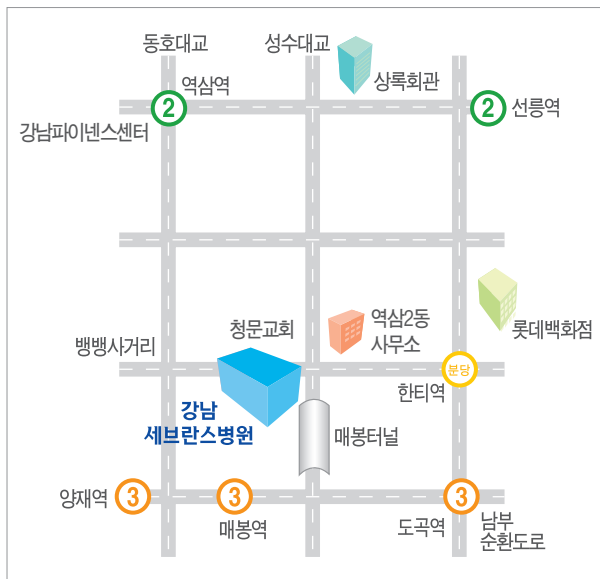 동호대교
성수대교
역삼역
상록회관
2
2
선릉역
강남파이넨스센터
역삼2동
사무소
롯데백화점
청문교회
뱅뱅사거리
분당
한티역
강남
세브란스병원
매봉터널
양재역
3
3
3
매봉역
도곡역
남부
순환도로